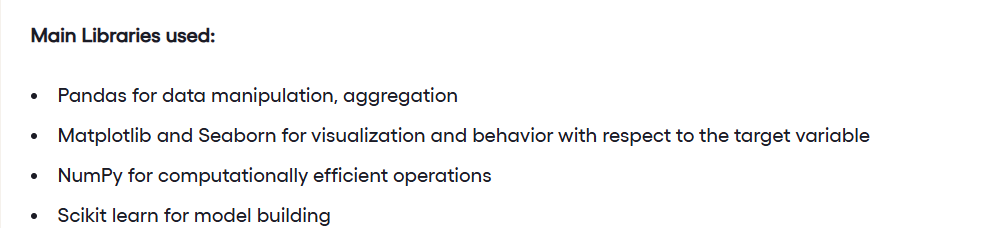 Main Libraries used:
• Pandas for data manipulation, aggregation
• Matplotlib and Seaborn for visualization and behavior with respect to the target variable
• NumPy for computationally efficient operations
• Scikit learn for model building